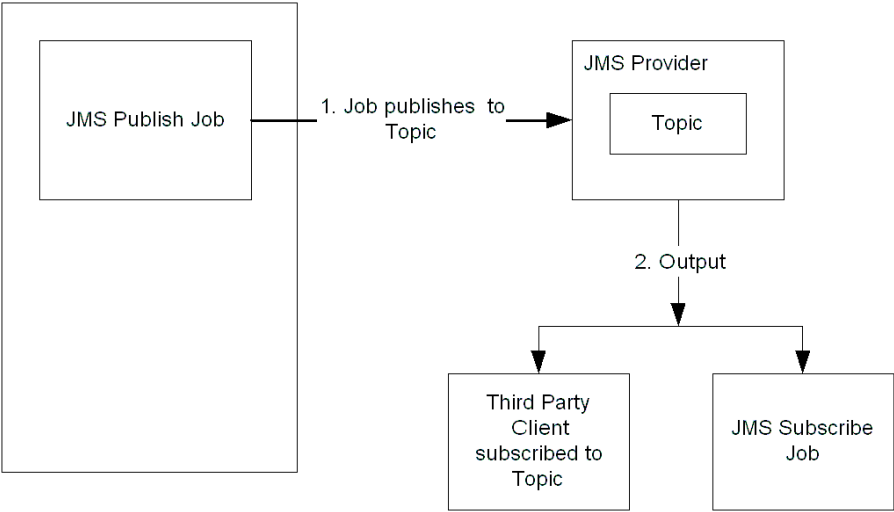 JMS Publish Job
1. Job publishes to
Topic
JMS Provider
Topic
2. Output
Third Party
Client
subscribed to
Topic
JMS Subscribe
Job